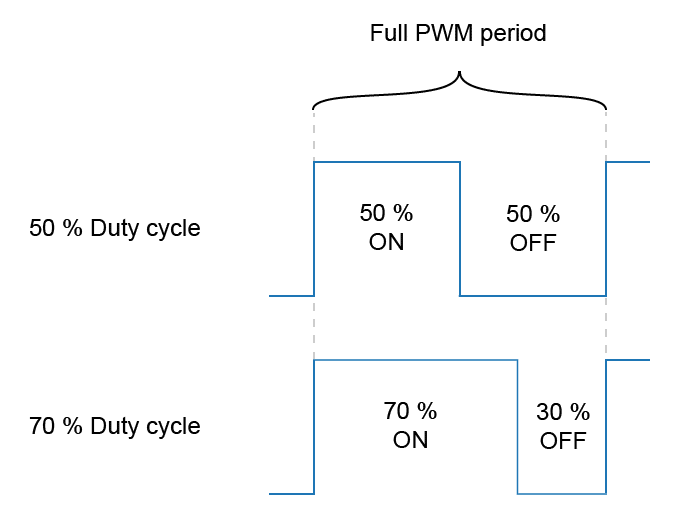 Full PWM period
50 % Duty cycle
50 %
ON
50 %
OFF
70 % Duty cycle
70 %
ON
30 %
OFF